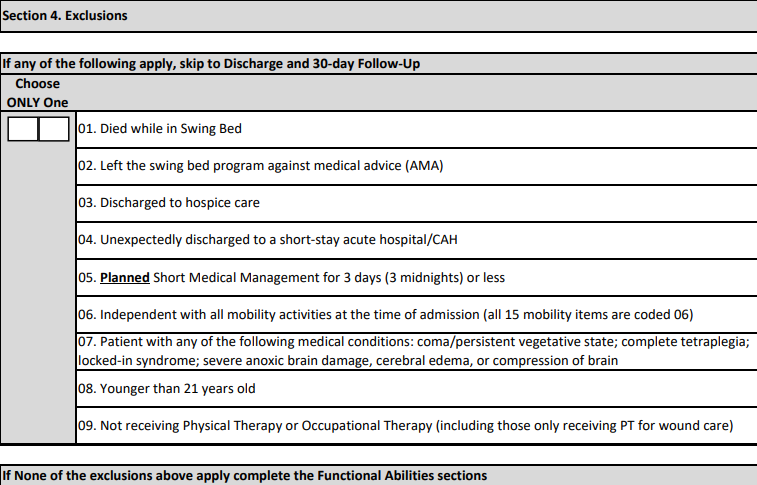 Section 4. Exclusions
If any of the following apply, skip to Discharge and 30-day Follow-Up
Choose
ONLY One
01. Died while in Swing Bed
02. Left the swing bed program against medical advice (AMA)
03. Discharged to hospice care
04. Unexpectedly discharged to a short-stay acute hospital/CAH
05. Planned Short Medical Management for 3 days (3 midnights) or less
06. Independent with all mobility activities at the time of admission (all 15 mobility items are coded 06)
07. Patient with any of the following medical conditions: coma/persistent vegetative state; complete tetraplegia;
locked-in syndrome; severe anoxic brain damage, cerebral edema, or compression of brain
08. Younger than 21 years old
09. Not receiving Physical Therapy or Occupational Therapy (including those only receiving PT for wound care)
If None of the exclusions above apply complete the Functional Abilities sections